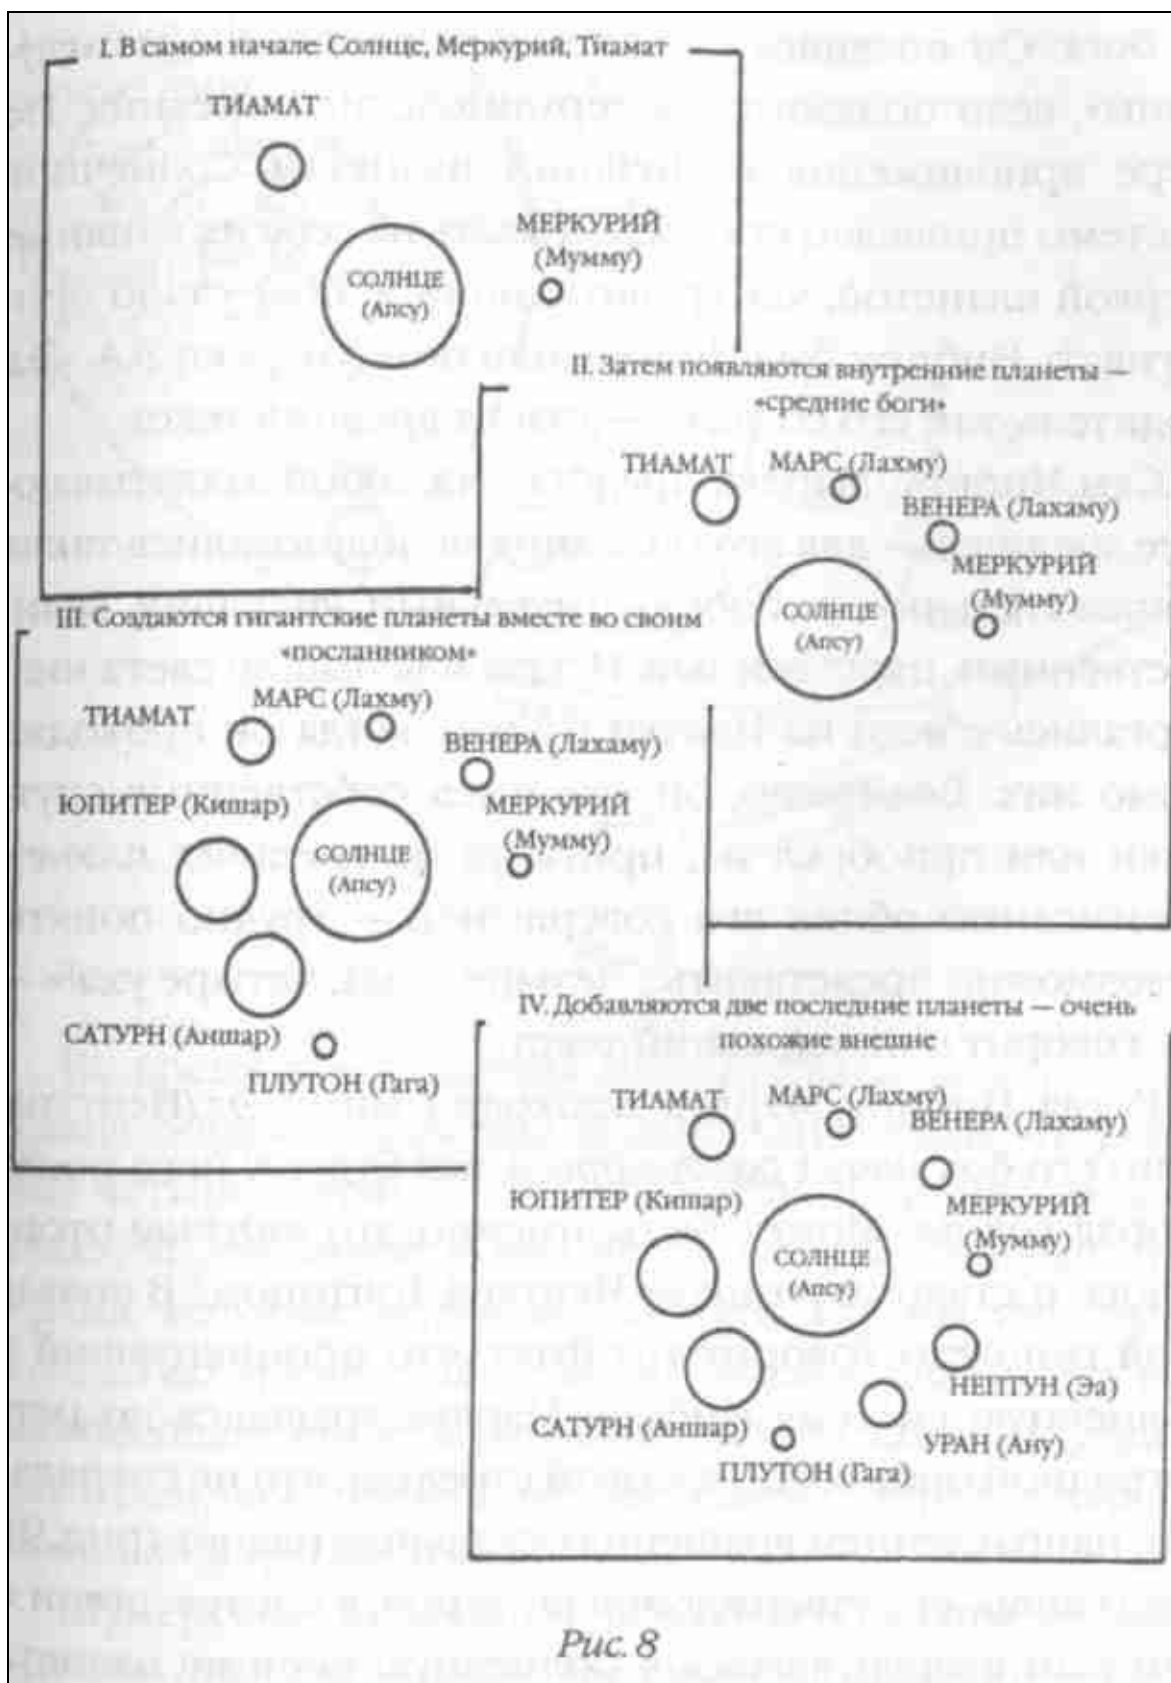 I. В самом начале: Солнце, Меркурий, Тиамат
ТИАМАТ
МЕРКУРИЙ
(Мумму)
СОЛНЦЕ
(Апсу)
II. Затем появляются внутренние планеты —
«средние боги»
ТИАМАТ
МАРС (Лахму)
ВЕНЕРА (Лахаму)
МЕРКУРИЙ
(Мумму)
СОЛНЦЕ
(Апсу)
III. Создаются гигантские планеты вместе во своим
«посланником»
МАРС (Лахму)
ТИАМАТ
ВЕНЕРА (Лахаму)
ЮПИТЕР (Кишар)
МЕРКУРИЙ
(Мумму)
СОЛНЦЕ
(Апсу)
САТУРН (Аншар)
ПЛУТОН (Гага)
IV. Добавляются две последние планеты — очень
похожие внешне
ТИАМАТ
МАРС (Лахму)
ВЕНЕРА (Лахаму)
ЮПИТЕР (Кишар)
МЕРКУРИЙ
(Мумму)
СОЛНЦЕ
(Апсу)
НЕПТУН (Эа)
САТУРН (Аншар)
УРАН (Ану)
ПЛУТОН (Гага)
Рис. 8